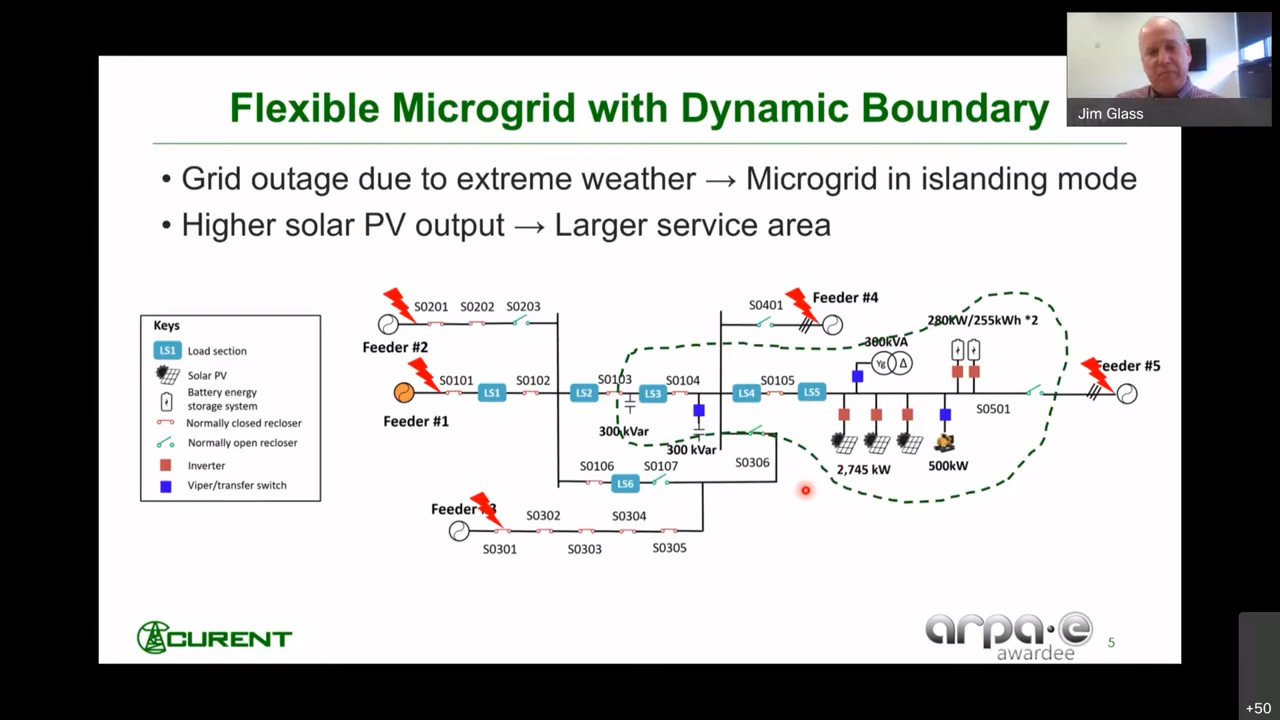 Flexible Microgrid with Dynamic Boundary
Jim Glass
• Grid outage due to extreme weather → Microgrid in islanding mode
• Higher solar PV output → Larger service area
Keys
LS1 Load section
Solar PV
Battery energy
storage system
Normally closed recloser
Normally open recloser
Inverter
Viper/transfer switch
S0201 S0202 S0203
Feeder #2
S0401
Feeder #4
280kW/255kWh *2
300kVA
Yg Δ
Feeder #5
S0101 LS1 S0102 LS2 S0103 LS3 S0104 LS4 S0105 LS5
S0501
Feeder #1
300 kVar
300 kVar
2,745 kW
500kW
S0306
S0106 LS6 S0107
Feeder #3
S0302 S0304
S0301 S0303 S0305
CURENT
arpa·e
awardee
5
+50